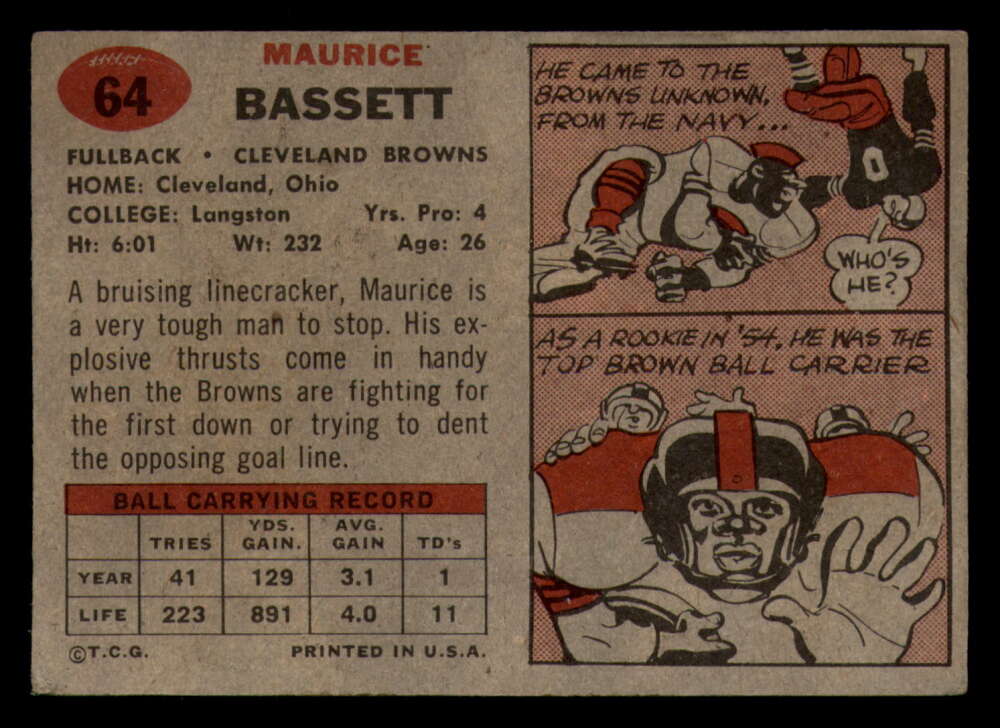 64
MAURICE
BASSETT
FULLBACK • CLEVELAND BROWNS
HOME: Cleveland, Ohio
COLLEGE: Langston Yrs. Pro: 4
Ht: 6:01 Wt: 232 Age: 26
A bruising linecracker, Maurice is
a very tough man to stop. His ex-
plosive thrusts come in handy
when the Browns are fighting for
the first down or trying to dent
the opposing goal line.
BALL CARRYING RECORD
TRIES YDS. GAIN. AVG. GAIN TD's
YEAR 41 129 3.1 1
LIFE 223 891 4.0 11
©T.C.G. PRINTED IN U.S.A.
HE CAME TO THE
BROWNS UNKNOWN,
FROM THE NAVY...
0
WHO'S
HE?
AS A ROOKIE IN '54, HE WAS THE
TOP BROWN BALL CARRIER